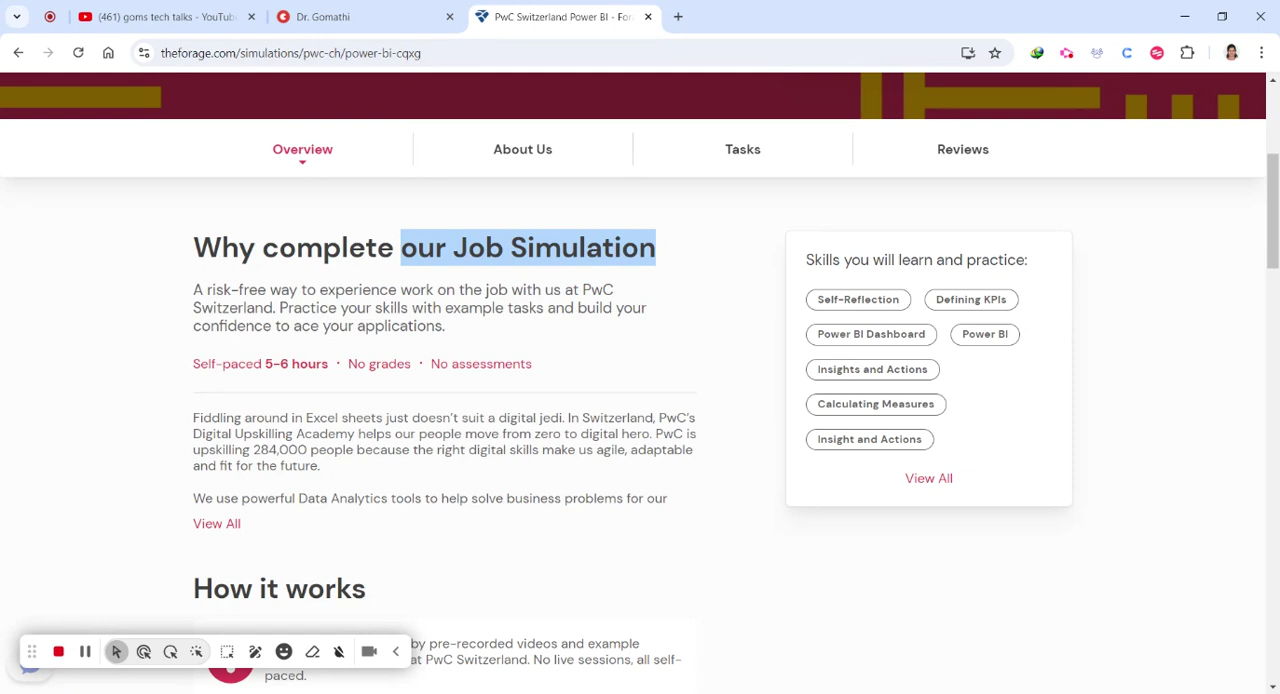 (461) goms tech talks - YouTub
Dr. Gomathi
PwC Switzerland Power BI - For
theforage.com/simulations/pwc-ch/power-bi-cqxg
Overview
About Us
Tasks
Reviews
Why complete our Job Simulation
A risk-free way to experience work on the job with us at PwC
Switzerland. Practice your skills with example tasks and build your
confidence to ace your applications.
Self-paced 5-6 hours · No grades · No assessments
Fiddling around in Excel sheets just doesn't suit a digital jedi. In Switzerland, PwC's
Digital Upskilling Academy helps our people move from zero to digital hero. PwC is
upskilling 284,000 people because the right digital skills make us agile, adaptable
and fit for the future.
We use powerful Data Analytics tools to help solve business problems for our
View All
Skills you will learn and practice:
Self-Reflection
Defining KPIs
Power BI Dashboard
Power BI
Insights and Actions
Calculating Measures
Insight and Actions
View All
How it works
by pre-recorded videos and example
at PwC Switzerland. No live sessions, all self-
paced.